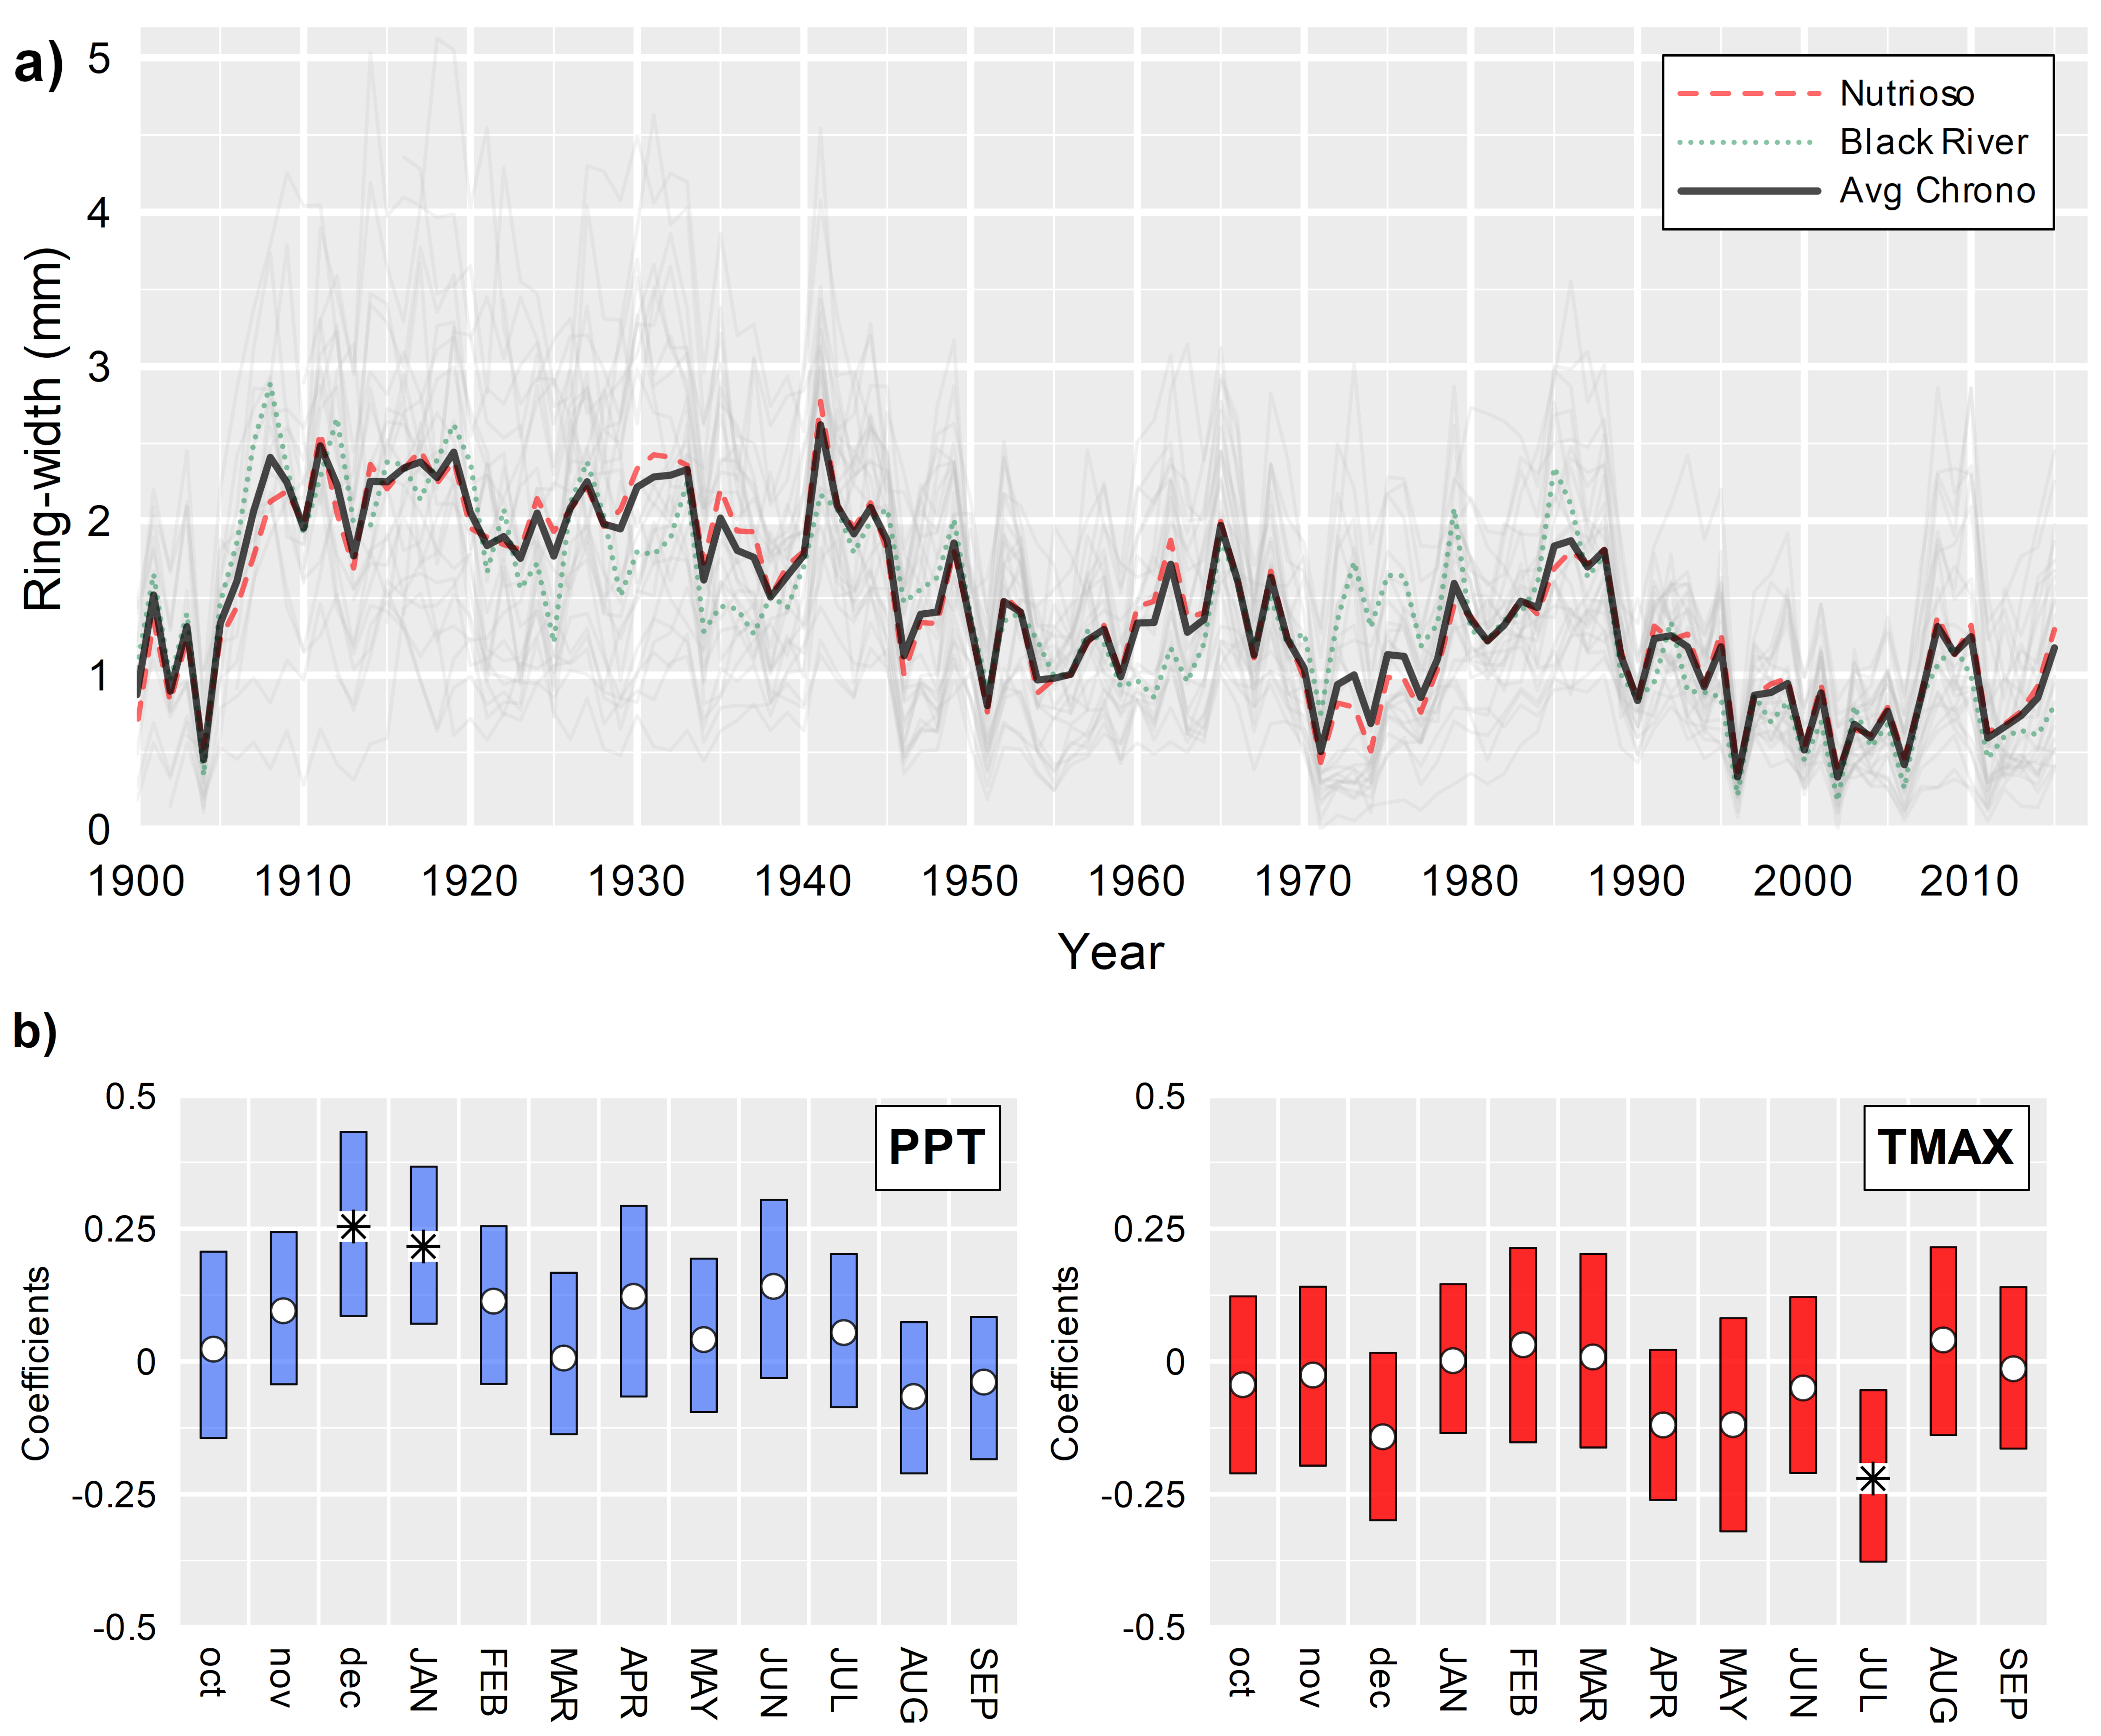 a)
5
4
3
2
1
0
Ring-width (mm)
Nutrioso
Black River
Avg Chrono
1900 1910 1920 1930 1940 1950 1960 1970 1980 1990 2000 2010
Year
b)
0.5
0.25
0
-0.25
-0.5
Coefficients
PPT
oct nov dec JAN FEB MAR APR MAY JUN JUL AUG SEP
0.5
0.25
0
-0.25
-0.5
Coefficients
TMAX
oct nov dec JAN FEB MAR APR MAY JUN JUL AUG SEP